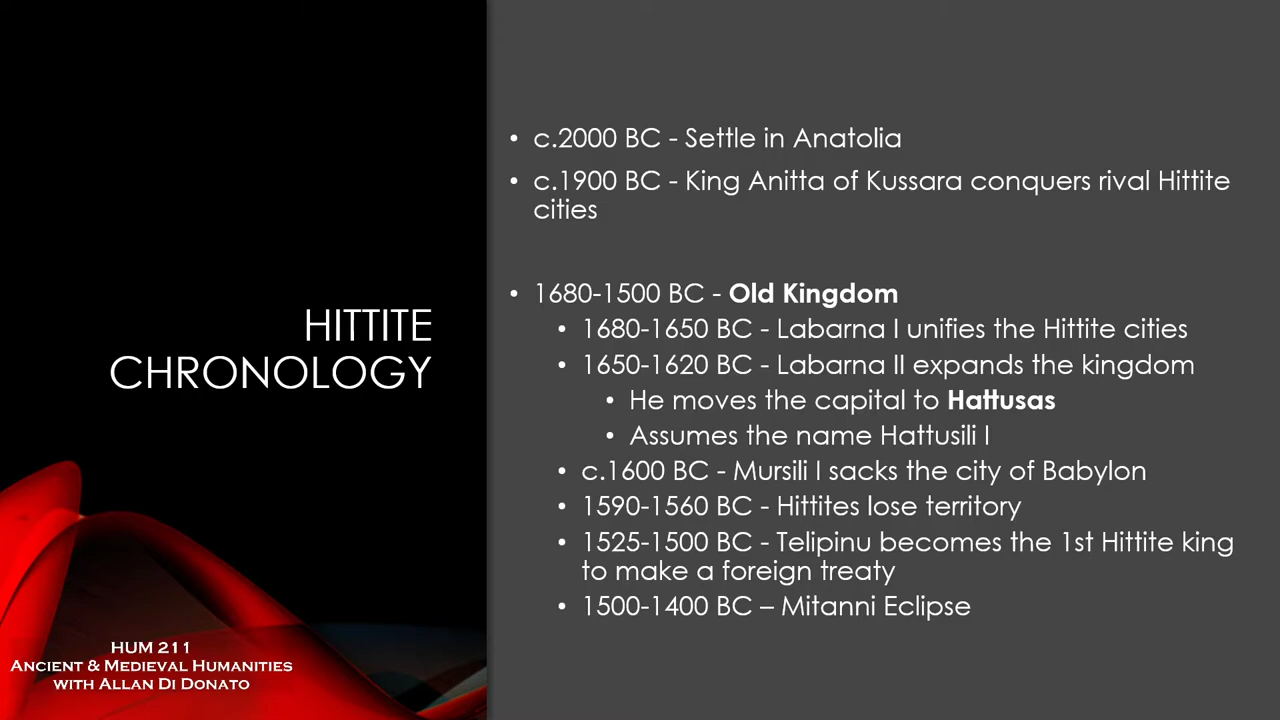 HITTITE
CHRONOLOGY
• c.2000 BC - Settle in Anatolia
• c.1900 BC - King Anitta of Kussara conquers rival Hittite
cities
• 1680-1500 BC - Old Kingdom
• 1680-1650 BC - Labarna I unifies the Hittite cities
• 1650-1620 BC - Labarna II expands the kingdom
• He moves the capital to Hattusas
• Assumes the name Hattusili I
• c.1600 BC - Mursili I sacks the city of Babylon
• 1590-1560 BC - Hittites lose territory
• 1525-1500 BC - Telipinu becomes the 1st Hittite king
to make a foreign treaty
• 1500-1400 BC – Mitanni Eclipse
HUM 211
Ancient & Medieval Humanities
with Allan Di Donato